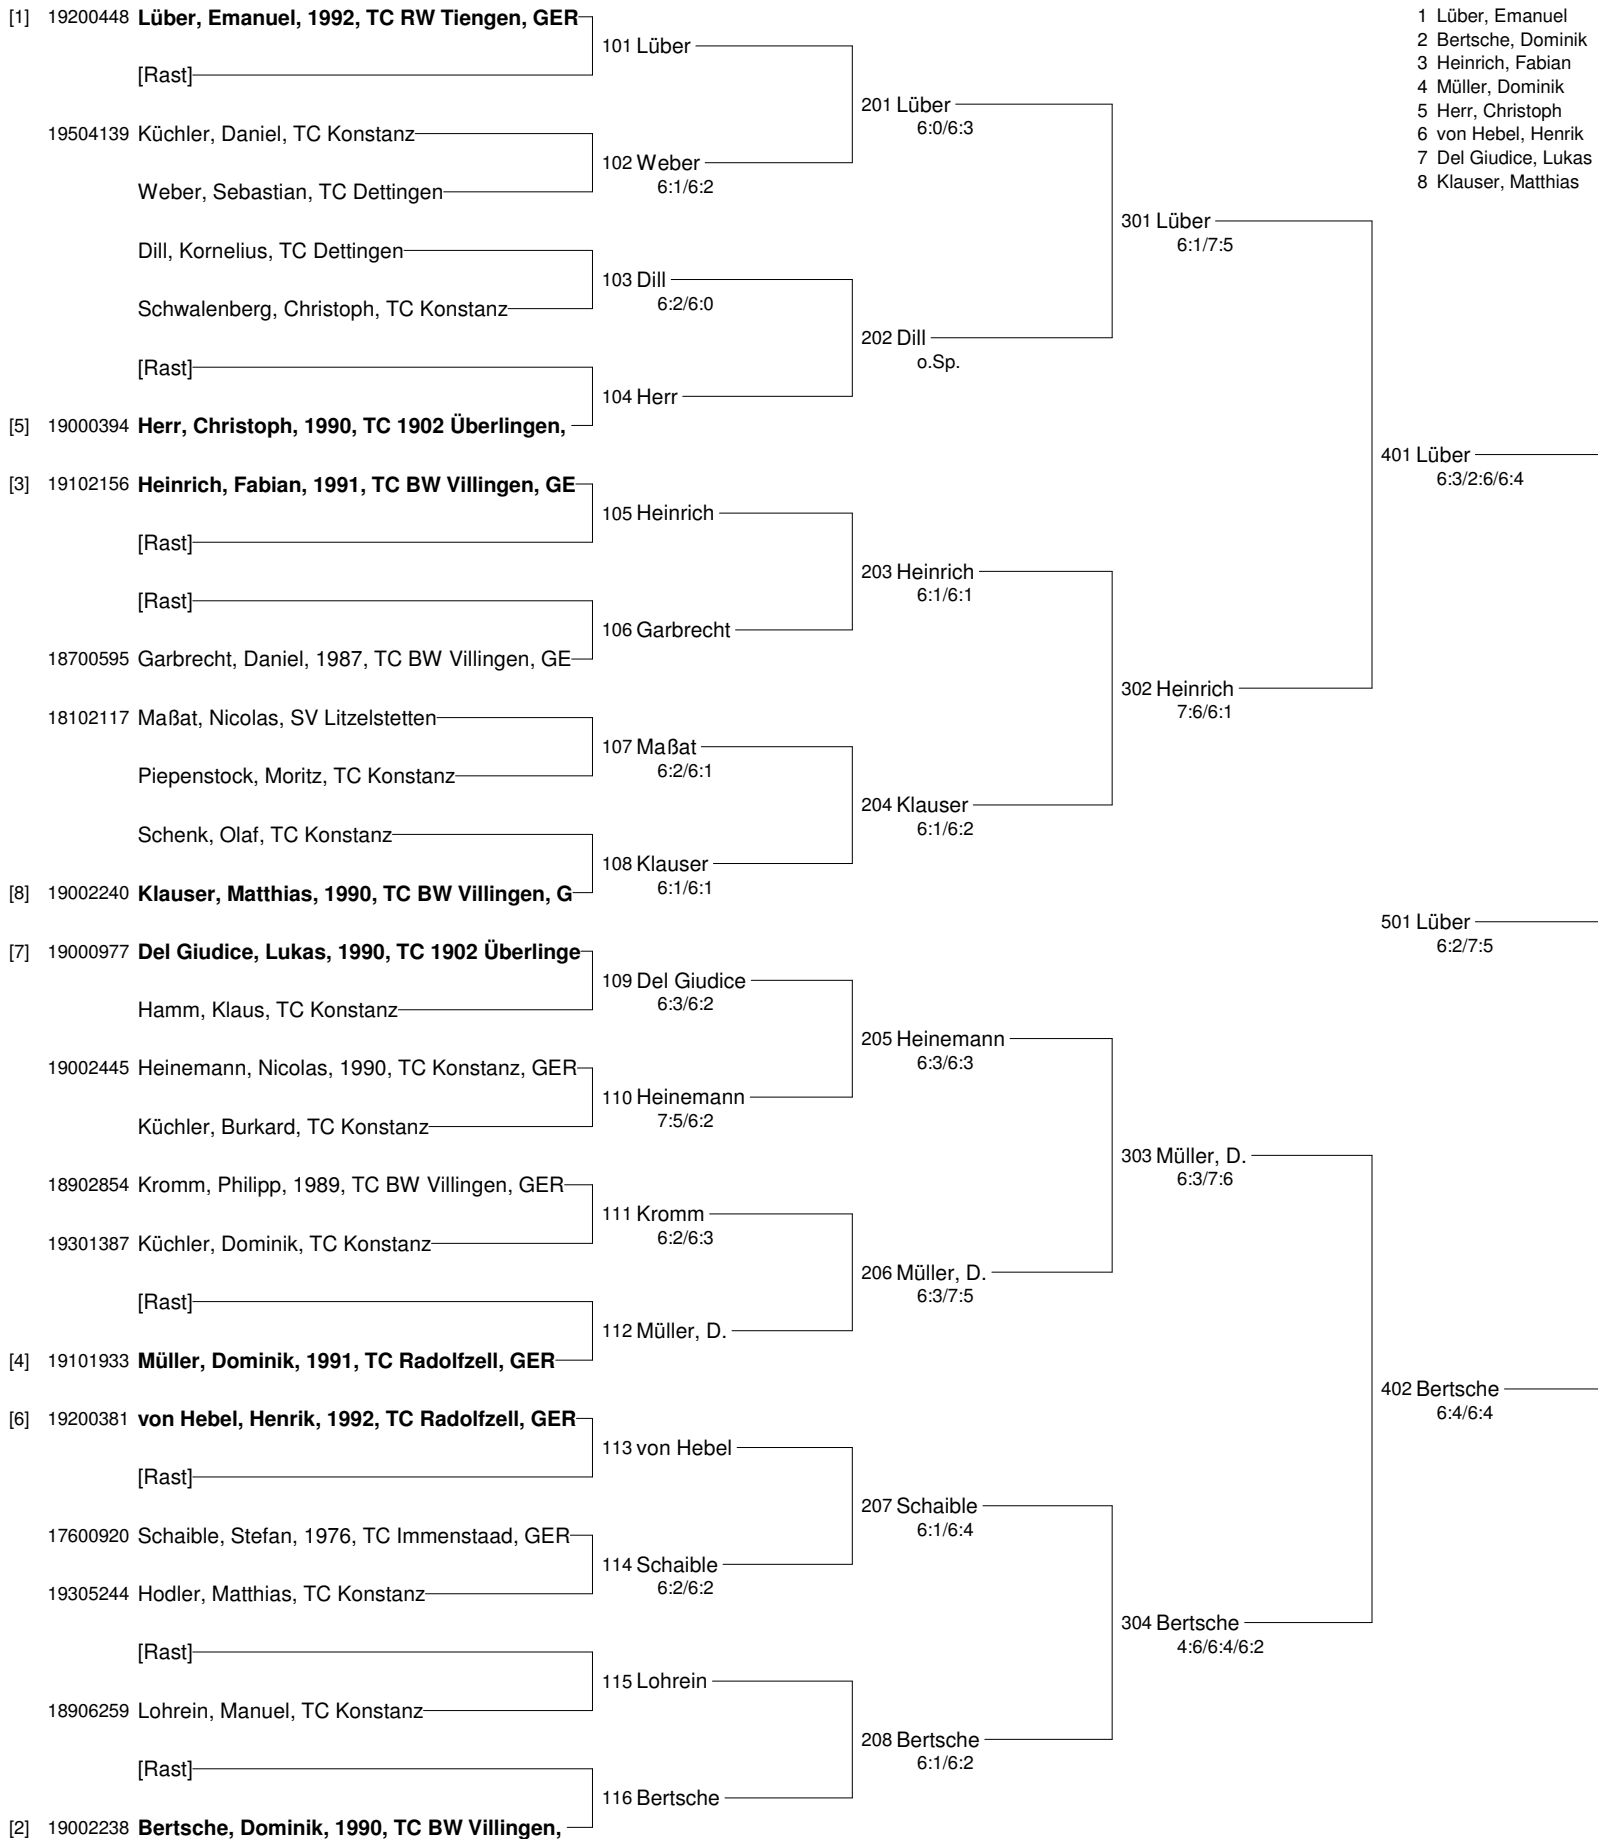 [1] 19200448 Lüber, Emanuel, 1992, TC RW Tiengen, GER
[Rast]
19504139 Küchler, Daniel, TC Konstanz
Weber, Sebastian, TC Dettingen
Dill, Kornelius, TC Dettingen
Schwalenberg, Christoph, TC Konstanz
[Rast]
[5] 19000394 Herr, Christoph, 1990, TC 1902 Überlingen,
[3] 19102156 Heinrich, Fabian, 1991, TC BW Villingen, GE
[Rast]
[Rast]
18700595 Garbrecht, Daniel, 1987, TC BW Villingen, GE
18102117 Maßat, Nicolas, SV Litzelstetten
Piepenstock, Moritz, TC Konstanz
Schenk, Olaf, TC Konstanz
[8] 19002240 Klauser, Matthias, 1990, TC BW Villingen, G
[7] 19000977 Del Giudice, Lukas, 1990, TC 1902 Überlinge
Hamm, Klaus, TC Konstanz
19002445 Heinemann, Nicolas, 1990, TC Konstanz, GER
Küchler, Burkard, TC Konstanz
18902854 Kromm, Philipp, 1989, TC BW Villingen, GER
19301387 Küchler, Dominik, TC Konstanz
[Rast]
[4] 19101933 Müller, Dominik, 1991, TC Radolfzell, GER
[6] 19200381 von Hebel, Henrik, 1992, TC Radolfzell, GER
[Rast]
17600920 Schaible, Stefan, 1976, TC Immenstaad, GER
19305244 Hodler, Matthias, TC Konstanz
[Rast]
18906259 Lohrein, Manuel, TC Konstanz
[Rast]
[2] 19002238 Bertsche, Dominik, 1990, TC BW Villingen,
101 Lüber
102 Weber
6:1/6:2
103 Dill
6:2/6:0
104 Herr
105 Heinrich
106 Garbrecht
107 Maßat
6:2/6:1
108 Klauser
6:1/6:1
109 Del Giudice
6:3/6:2
110 Heinemann
7:5/6:2
111 Kromm
6:2/6:3
112 Müller, D.
113 von Hebel
114 Schaible
6:2/6:2
115 Lohrein
116 Bertsche
201 Lüber
6:0/6:3
202 Dill
o.Sp.
203 Heinrich
6:1/6:1
204 Klauser
6:1/6:2
205 Heinemann
6:3/6:3
206 Müller, D.
6:3/7:5
207 Schaible
6:1/6:4
208 Bertsche
6:1/6:2
301 Lüber
6:1/7:5
302 Heinrich
7:6/6:1
303 Müller, D.
6:3/7:6
304 Bertsche
4:6/6:4/6:2
401 Lüber
6:3/2:6/6:4
402 Bertsche
6:4/6:4
501 Lüber
6:2/7:5
1 Lüber, Emanuel
2 Bertsche, Dominik
3 Heinrich, Fabian
4 Müller, Dominik
5 Herr, Christoph
6 von Hebel, Henrik
7 Del Giudice, Lukas
8 Klauser, Matthias